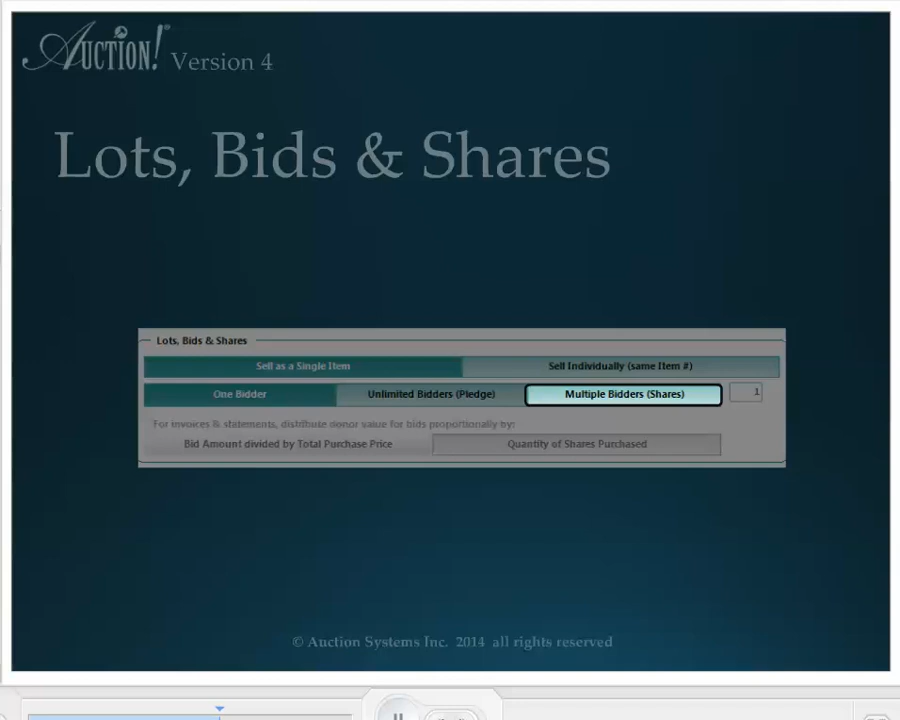 AUCTION!® Version 4
Lots, Bids & Shares
Lots, Bids & Shares
Sell as a Single Item Sell Individually (same Item #)
One Bidder Unlimited Bidders (Pledge) Multiple Bidders (Shares) 1
For invoices & statements, distribute donor value for bids proportionally by:
Bid Amount divided by Total Purchase Price Quantity of Shares Purchased
© Auction Systems Inc. 2014 all rights reserved